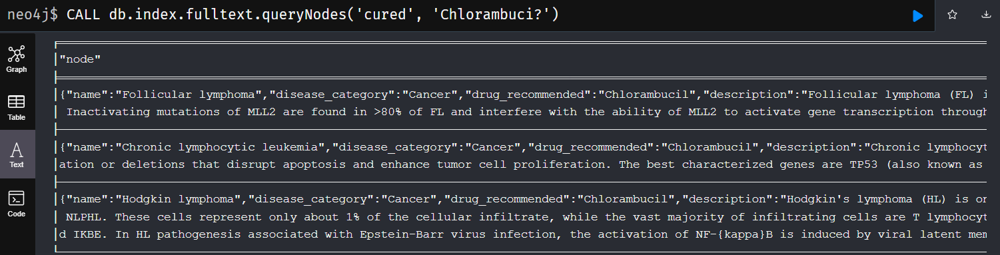 neo4j$ CALL db.index.fulltext.queryNodes('cured', 'Chlorambuci?')
Graph
Table
Text
Code
"node"
{"name":"Follicular lymphoma","disease_category":"Cancer","drug_recommended":"Chlorambucil","description":"Follicular lymphoma (FL) i
Inactivating mutations of MLL2 are found in >80% of FL and interfere with the ability of MLL2 to activate gene transcription through
{"name":"Chronic lymphocytic leukemia","disease_category":"Cancer","drug_recommended":"Chlorambucil","description":"Chronic lymphocyt
ation or deletions that disrupt apoptosis and enhance tumor cell proliferation. The best characterized genes are TP53 (also known as
{"name":"Hodgkin lymphoma","disease_category":"Cancer","drug_recommended":"Chlorambucil","description":"Hodgkin's lymphoma (HL) is on
NLPHL. These cells represent only about 1% of the cellular infiltrate, while the vast majority of infiltrating cells are T lymphocyt
d IKBE. In HL pathogenesis associated with Epstein-Barr virus infection, the activation of NF-{kappa}B is induced by viral latent mem